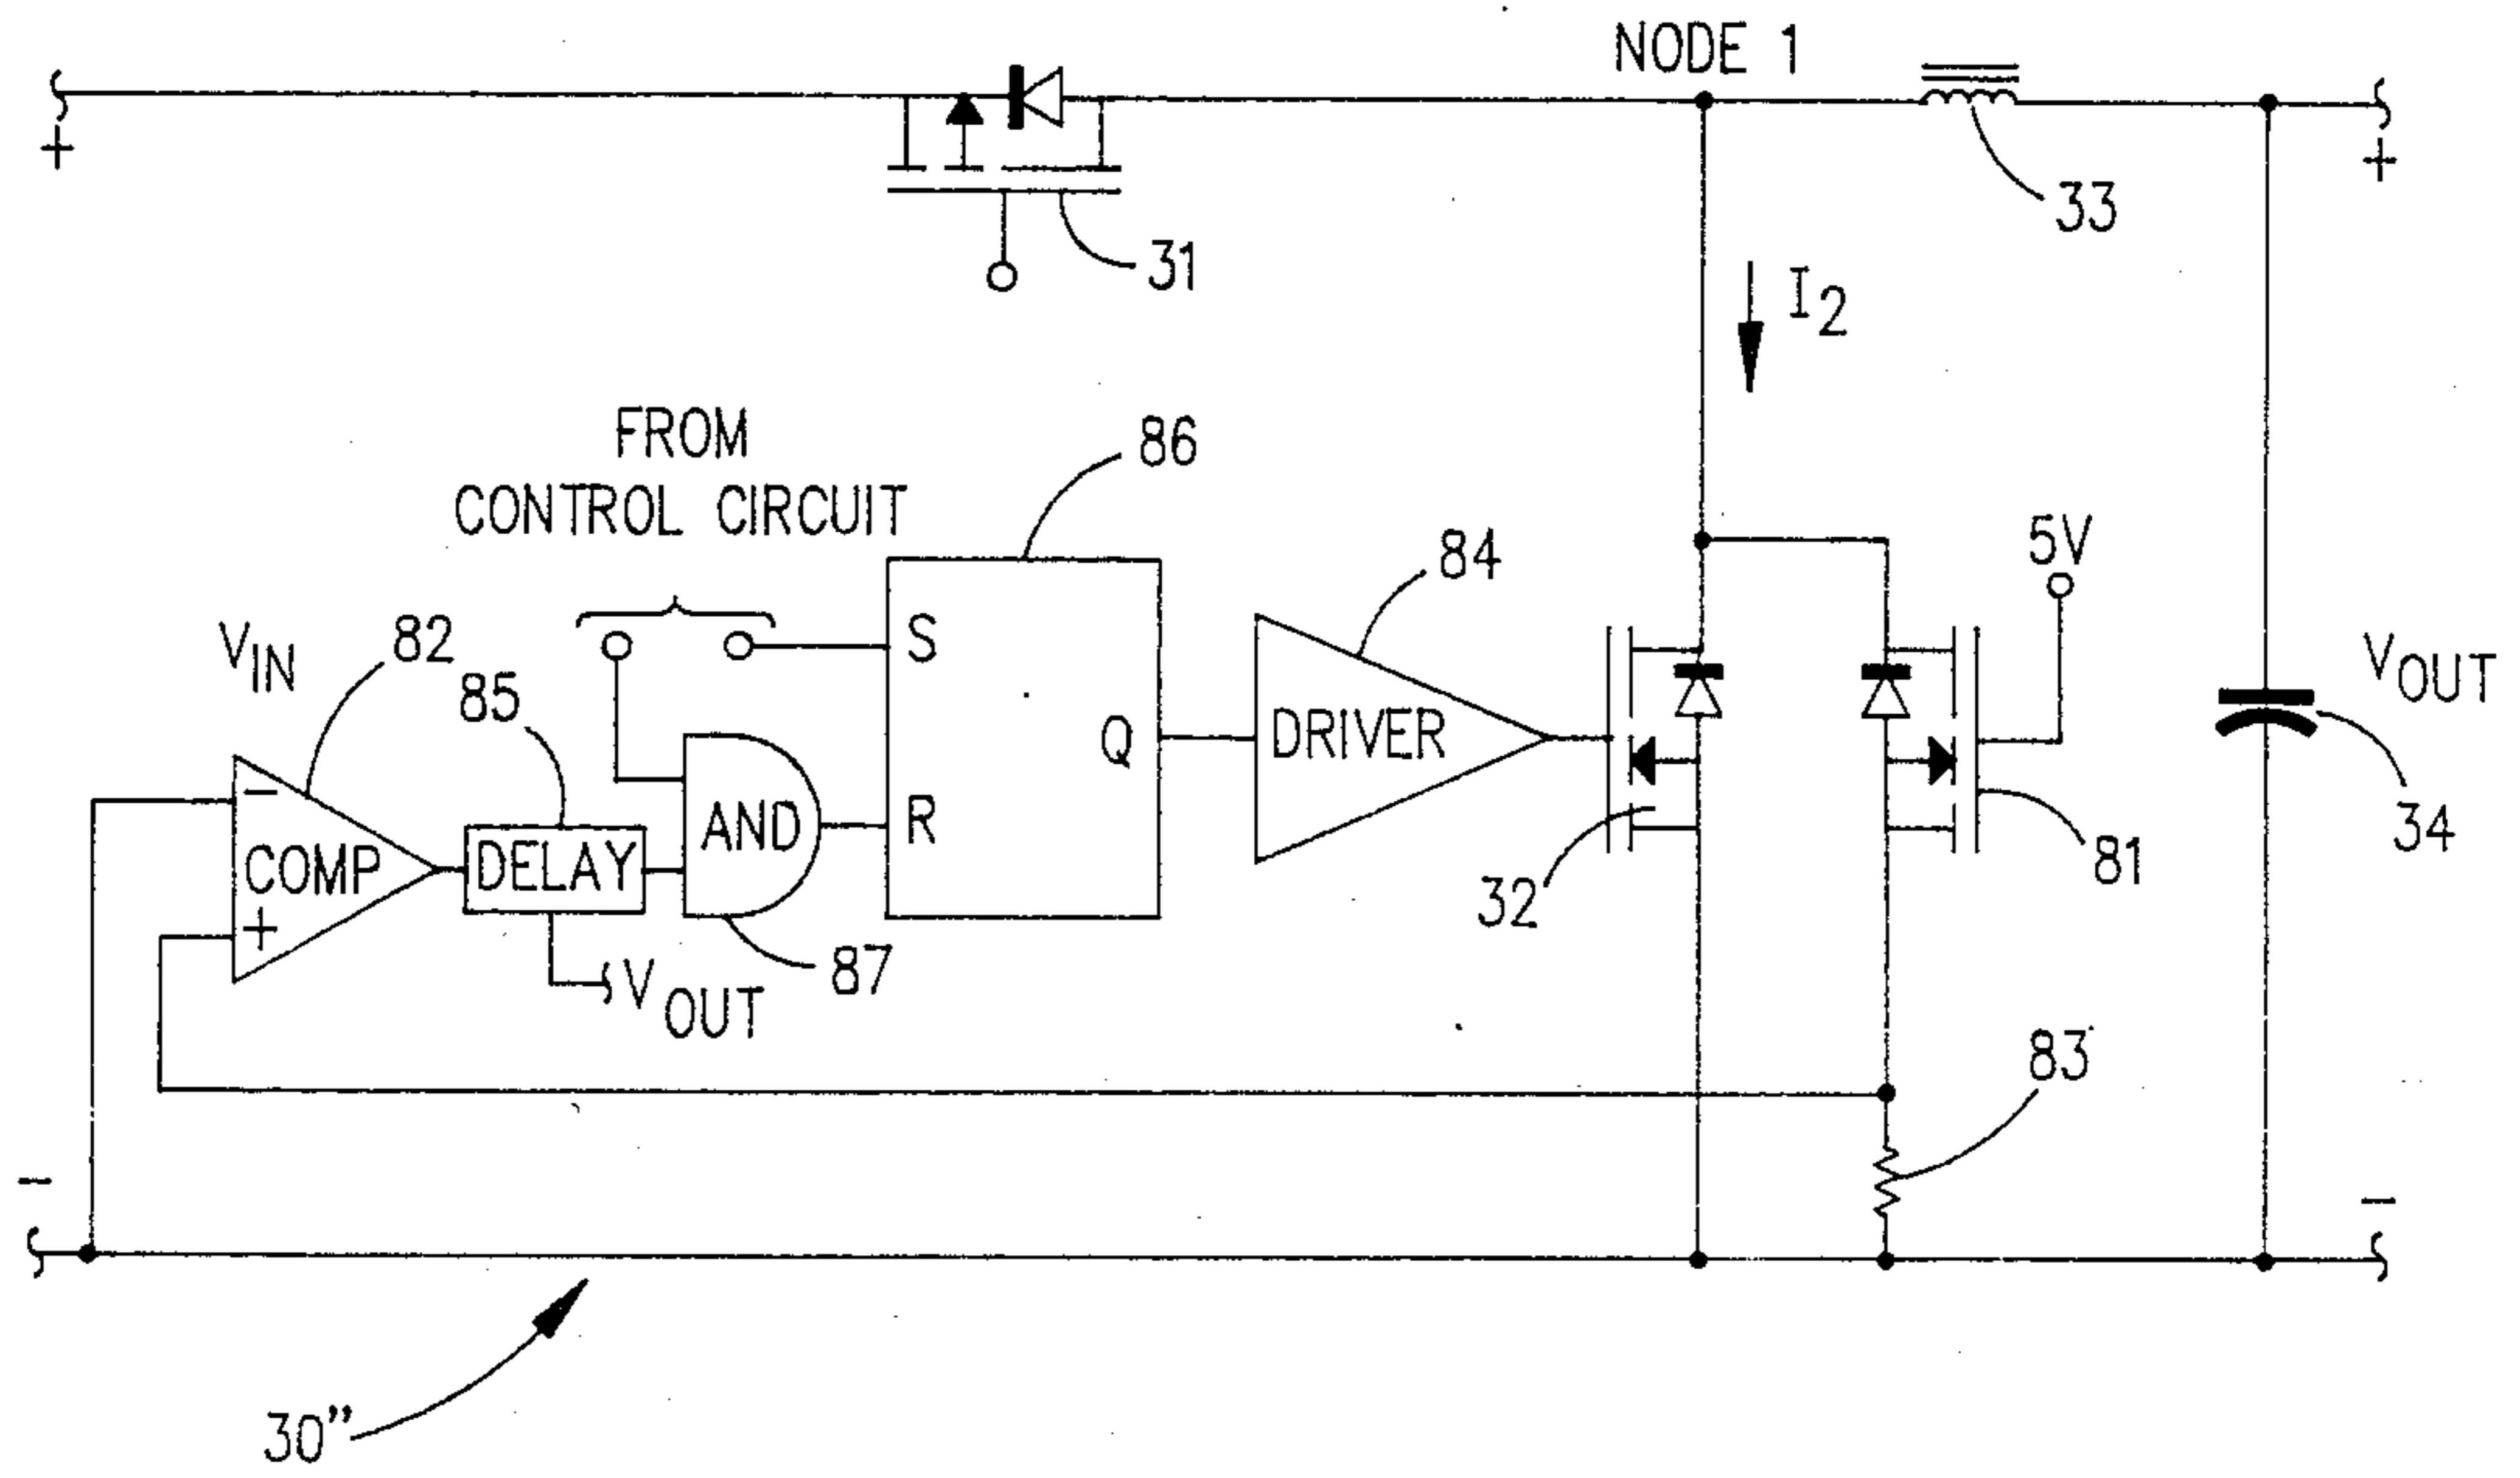 NODE 1
+
+
33
31
I2
FROM
CONTROL CIRCUIT
86
84
5V
VIN
82
85
S
Q
R
DRIVER
VOUT
-
COMP
+
DELAY
AND
87
VOUT
32
81
34
83
-
-
30”